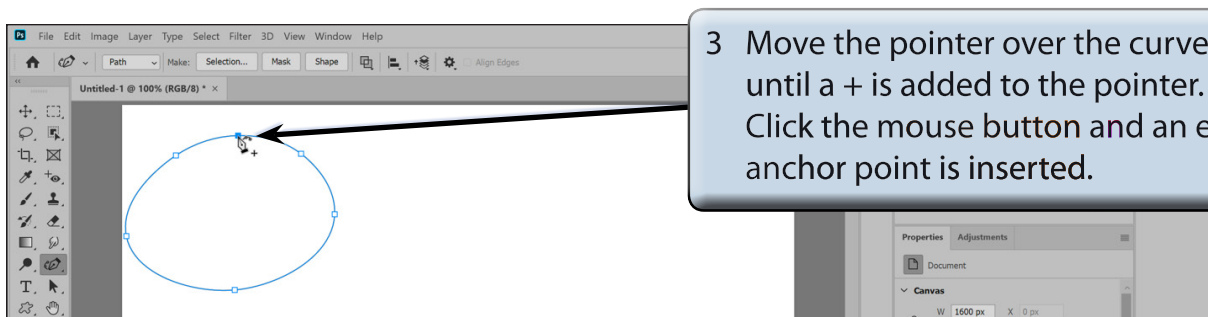 Ps File Edit Image Layer Type Select Filter 3D View Window Help
Path Make: Selection... Mask Shape Align Edges
Untitled-1 @ 100% (RGB/8) * ×
3 Move the pointer over the curve
until a + is added to the pointer.
Click the mouse button and an e
anchor point is inserted.
T
Properties Adjustments
Document
Canvas
W 1600 px X 0 px